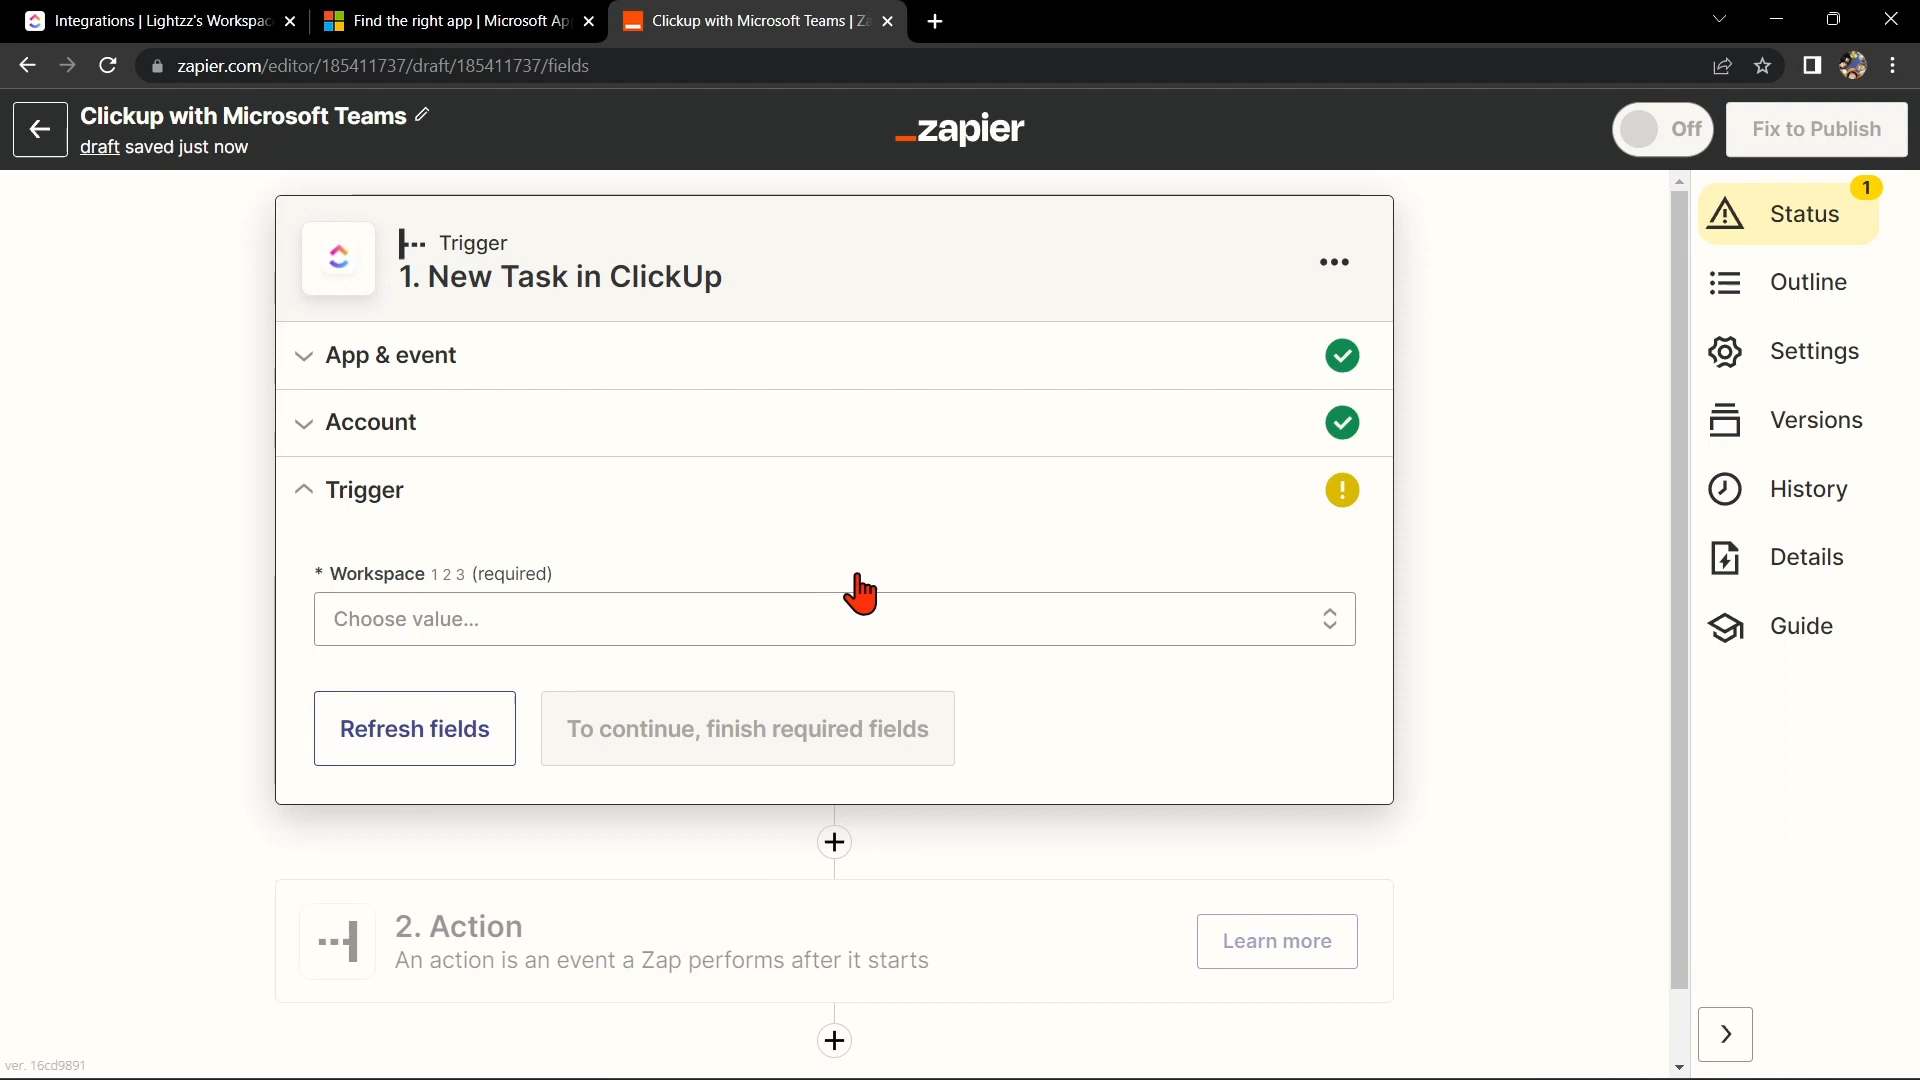 Integrations | Lightzz's Workspac
Find the right app | Microsoft Ap
Clickup with Microsoft Teams | Za
zapier.com/editor/185411737/draft/185411737/fields
Clickup with Microsoft Teams
draft saved just now
_zapier
Off
Fix to Publish
Trigger
1. New Task in ClickUp
App & event
Account
Trigger
* Workspace 1 2 3 (required)
Choose value...
Refresh fields
To continue, finish required fields
2. Action
An action is an event a Zap performs after it starts
Learn more
1
Status
Outline
Settings
Versions
History
Details
Guide
ver. 16cd9891